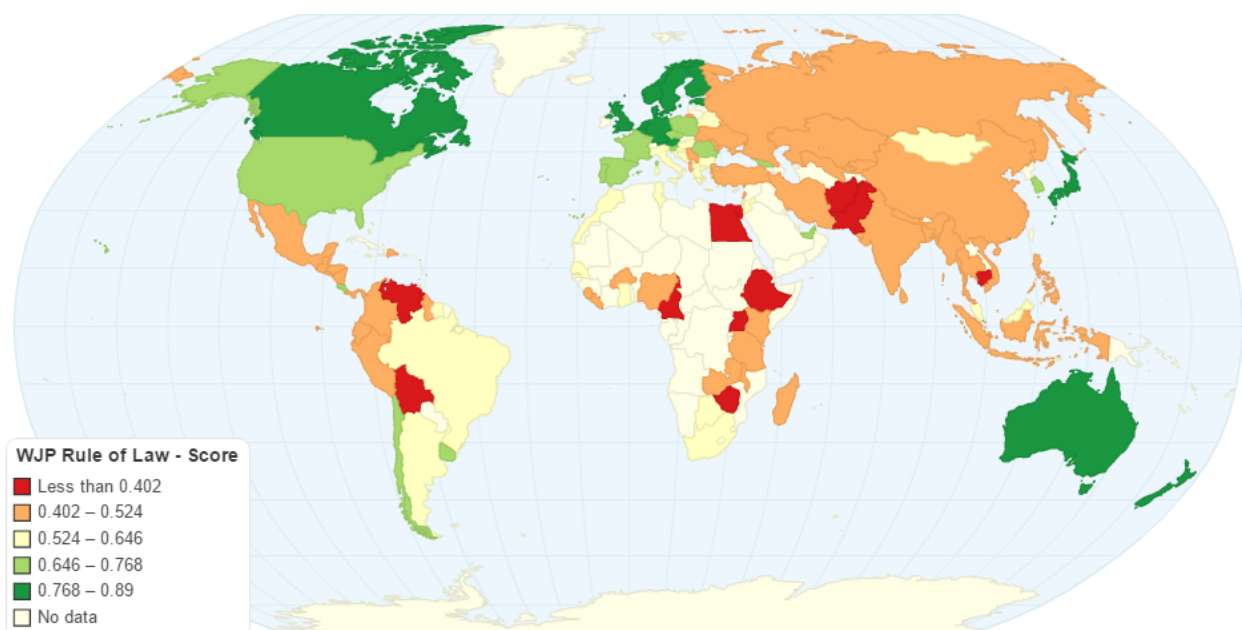 WJP Rule of Law - Score
Less than 0.402
0.402 – 0.524
0.524 – 0.646
0.646 – 0.768
0.768 – 0.89
No data